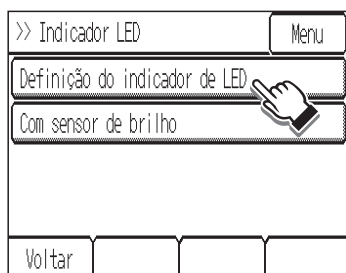 >> Indicador LED
Menu
Definição do indicador de LED
Com sensor de brilho
Voltar